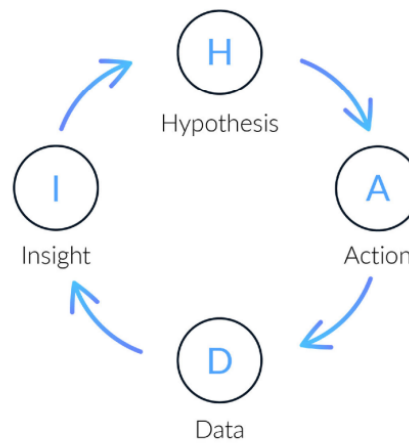 H
Hypothesis
A
Action
D
Data
I
Insight